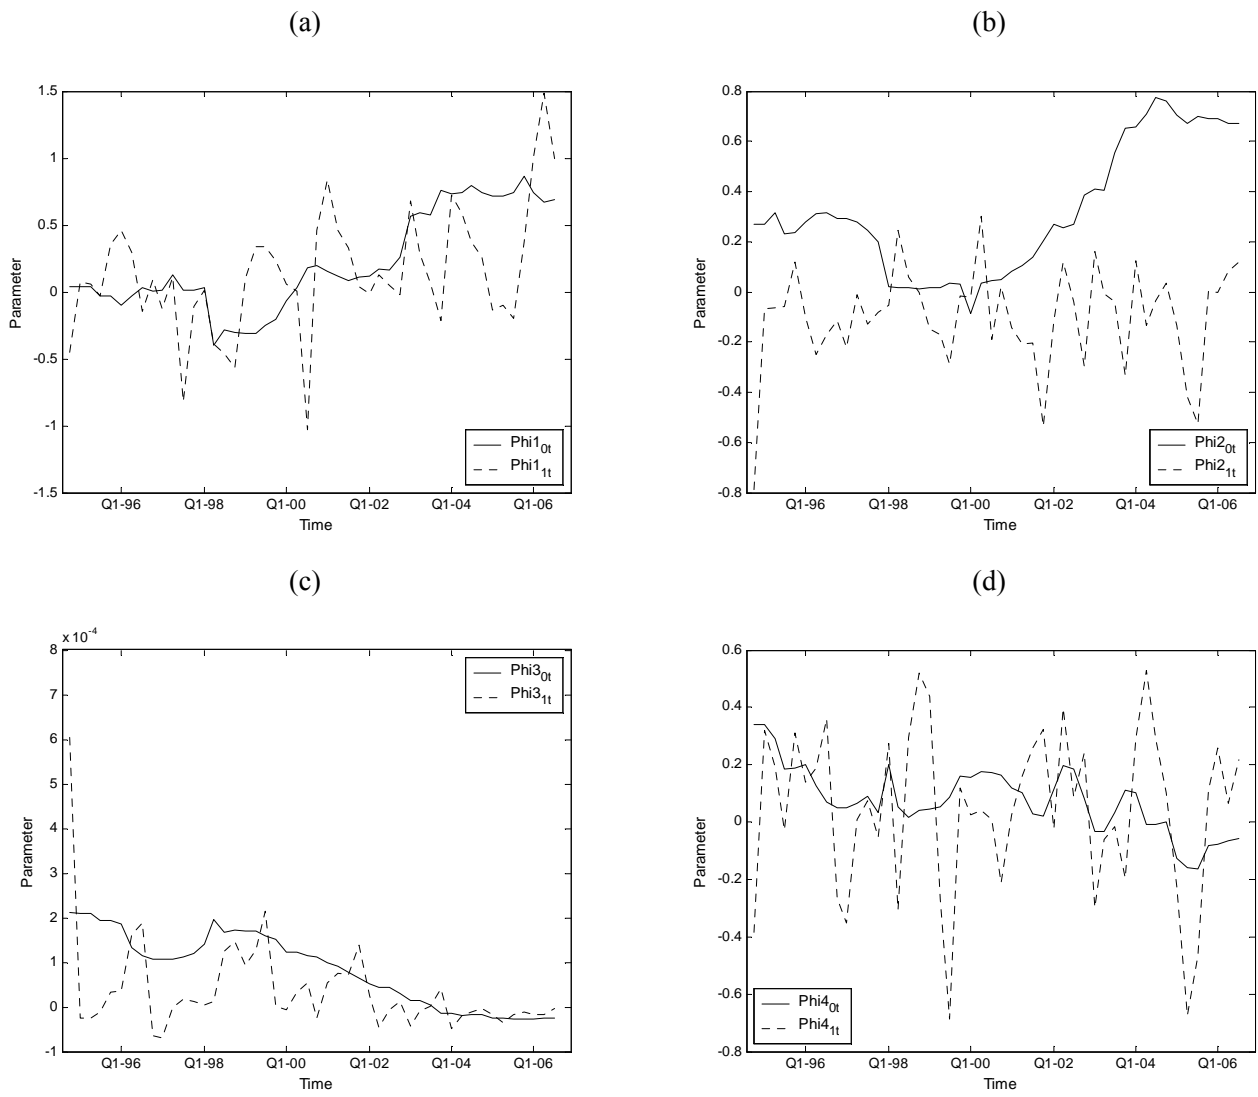 (a)
1.5
1
0.5
0
-0.5
-1
-1.5
Parameter
Q1-96 Q1-98 Q1-00 Q1-02 Q1-04 Q1-06
Time
Phi1_0t
Phi1_1t
(b)
0.8
0.6
0.4
0.2
0
-0.2
-0.4
-0.6
-0.8
Parameter
Q1-96 Q1-98 Q1-00 Q1-02 Q1-04 Q1-06
Time
Phi2_0t
Phi2_1t
(c)
x 10^-4
8
7
6
5
4
3
2
1
0
-1
Parameter
Q1-96 Q1-98 Q1-00 Q1-02 Q1-04 Q1-06
Time
Phi3_0t
Phi3_1t
(d)
0.6
0.4
0.2
0
-0.2
-0.4
-0.6
-0.8
Parameter
Q1-96 Q1-98 Q1-00 Q1-02 Q1-04 Q1-06
Time
Phi4_0t
Phi4_1t